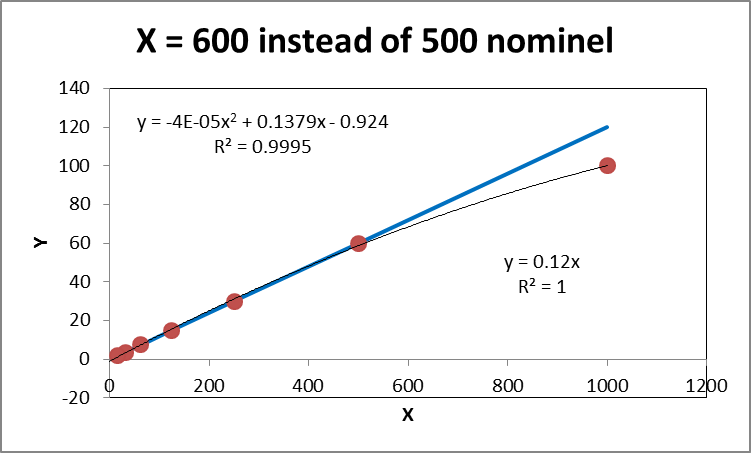 X = 600 instead of 500 nominel
140
120
100
80
60
40
20
0
-20
Y
y = -4E-05x² + 0.1379x - 0.924
R² = 0.9995
y = 0.12x
R² = 1
0 200 400 600 800 1000 1200
X